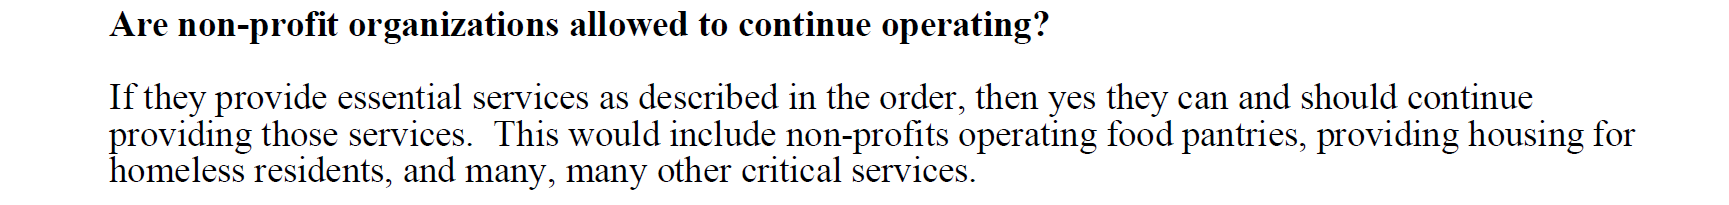 Are non-profit organizations allowed to continue operating?
If they provide essential services as described in the order, then yes they can and should continue
providing those services.  This would include non-profits operating food pantries, providing housing for
homeless residents, and many, many other critical services.